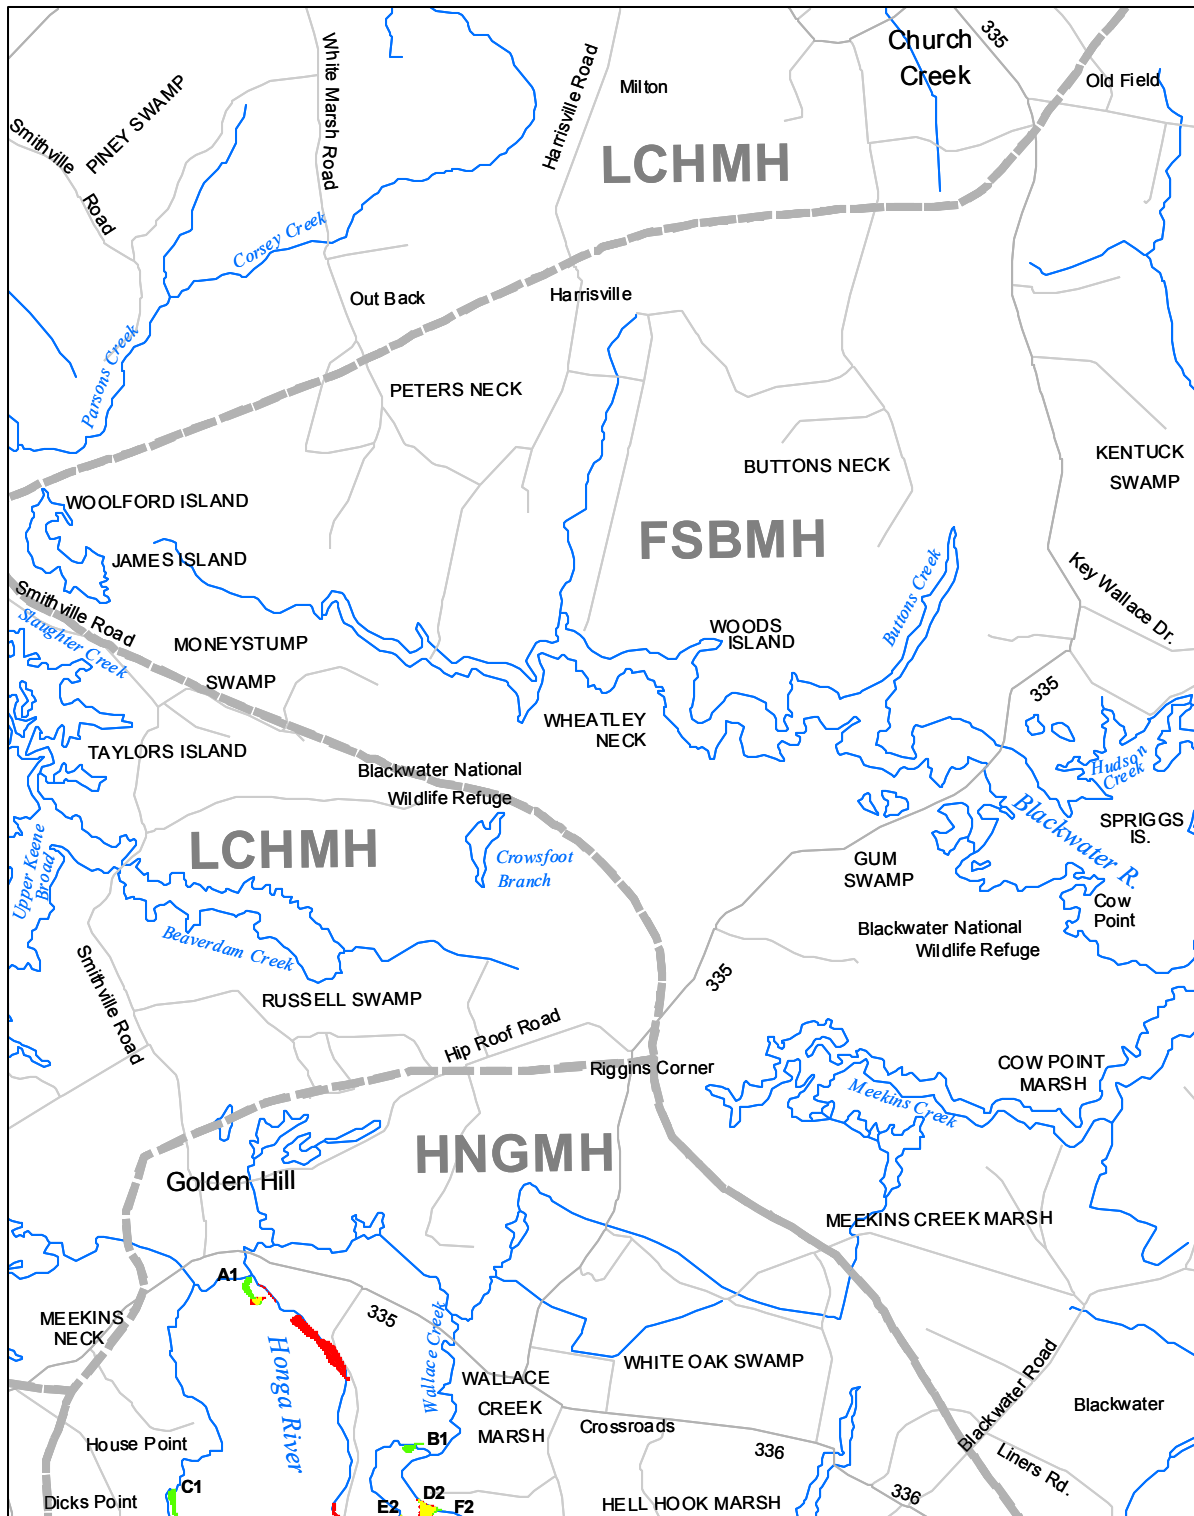 335
Church
Creek
Old Field
Milton
White Marsh Road
Harrisville Road
PINEY SWAMP
Smithville
Road
LCHMH
Corsey Creek
Out Back
Harrisville
Parsons Creek
PETERS NECK
BUTTONS NECK
KENTUCK
SWAMP
WOOLFORD ISLAND
FSBMH
JAMES ISLAND
Buttons Creek
Key Wallace Dr.
Smithville Road
Slaughter Creek
MONEYSTUMP
SWAMP
WOODS
ISLAND
335
WHEATLEY
NECK
TAYLORS ISLAND
Blackwater National
Wildlife Refuge
Hudson
Creek
Blackwater R.
SPRIGGS
IS.
LCHMH
Upper Keene
Broad
Crowsfoot
Branch
GUM
SWAMP
Cow
Point
Blackwater National
Wildlife Refuge
Beaverdam Creek
335
Smithville Road
RUSSELL SWAMP
Hip Roof Road
Riggins Corner
COW POINT
MARSH
Meekins Creek
HNGMH
Golden Hill
MEEKINS CREEK MARSH
A1
MEEKINS
NECK
335
Honga River
Wallace Creek
WHITE OAK SWAMP
WALLACE
CREEK
MARSH
Blackwater Road
Blackwater
Crossroads
House Point
B1
336
Liners Rd.
C1
Dicks Point
D2
E2
F2
HELL HOOK MARSH
336